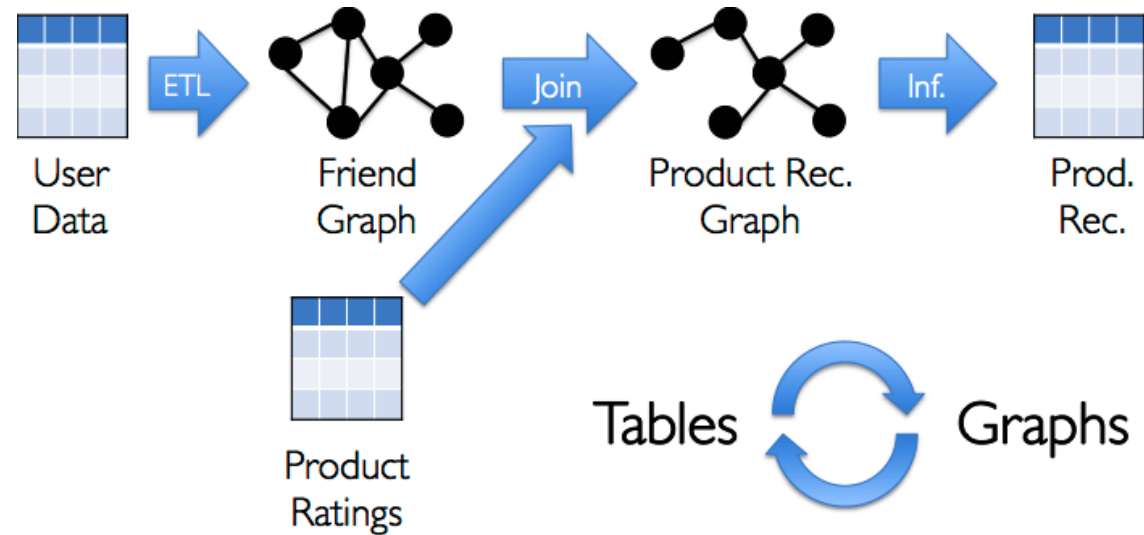 ETL
Join
Inf.
User
Data
Friend
Graph
Product Rec.
Graph
Prod.
Rec.
Product
Ratings
Tables
Graphs